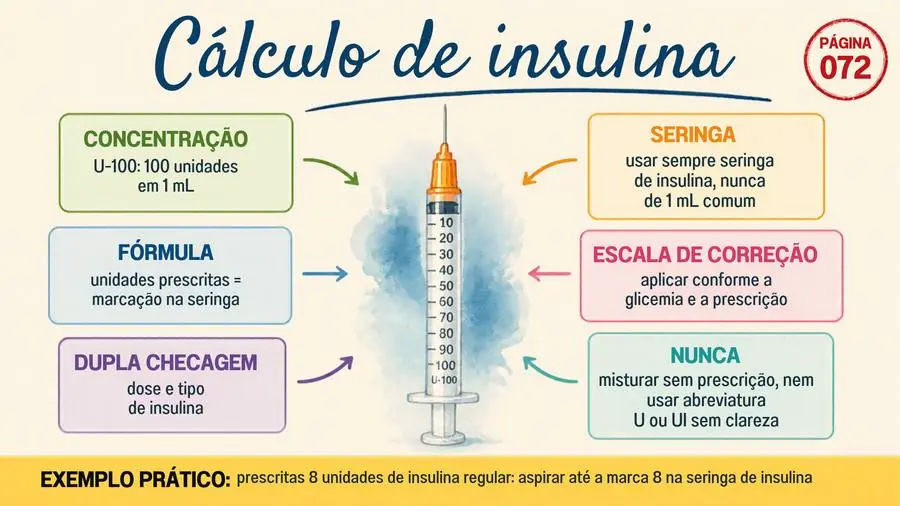 Cálculo de insulina
PÁGINA
072
CONCENTRAÇÃO
U-100: 100 unidades
em 1 mL
SERINGA
usar sempre seringa
de insulina, nunca
de 1 mL comum
FÓRMULA
unidades prescritas =
marcação na seringa
ESCALA DE CORREÇÃO
aplicar conforme a
glicemia e a prescrição
DUPLA CHECAGEM
dose e tipo
de insulina
NUNCA
misturar sem prescrição, nem
usar abreviatura
U ou UI sem clareza
10
20
30
40
50
60
70
80
90
100
U-100
EXEMPLO PRÁTICO: prescritas 8 unidades de insulina regular: aspirar até a marca 8 na seringa de insulina